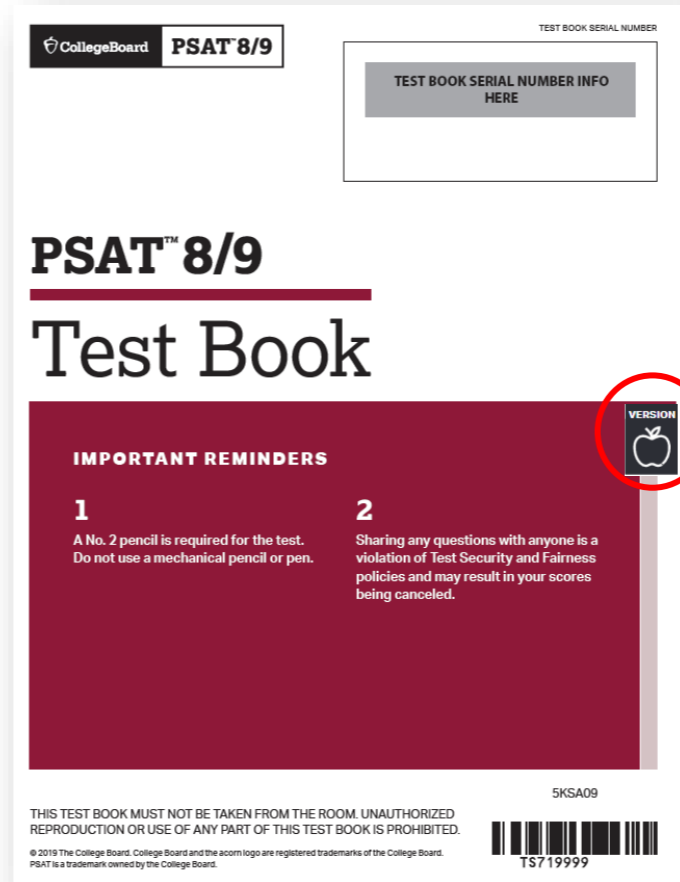 CollegeBoard PSAT™ 8/9
TEST BOOK SERIAL NUMBER
TEST BOOK SERIAL NUMBER INFO
HERE
PSAT™ 8/9
Test Book
VERSION
IMPORTANT REMINDERS
1
A No. 2 pencil is required for the test.
Do not use a mechanical pencil or pen.
2
Sharing any questions with anyone is a
violation of Test Security and Fairness
policies and may result in your scores
being canceled.
5KSA09
THIS TEST BOOK MUST NOT BE TAKEN FROM THE ROOM. UNAUTHORIZED
REPRODUCTION OR USE OF ANY PART OF THIS TEST BOOK IS PROHIBITED.
© 2019 The College Board. College Board and the acorn logo are registered trademarks of the College Board.
PSAT is a trademark owned by the College Board.
TS719999